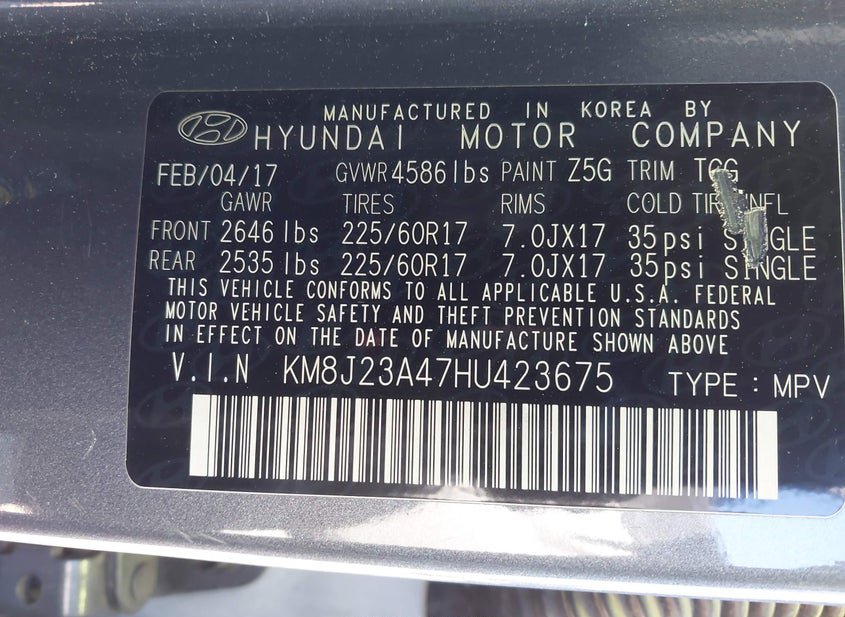 MANUFACTURED IN KOREA BY
HYUNDAI MOTOR COMPANY
FEB/04/17 GVWR 4586 lbs PAINT Z5G TRIM
GAWR TIRES RIMS COLD TIRE INFL
FRONT 2646 lbs 225/60R17 7.0JX17 35psi SINGLE
REAR 2535 lbs 225/60R17 7.0JX17 35psi SINGLE
THIS VEHICLE CONFORMS TO ALL APPLICABLE U.S.A. FEDERAL
MOTOR VEHICLE SAFETY AND THEFT PREVENTION STANDARDS
IN EFFECT ON THE DATE OF MANUFACTURE SHOWN ABOVE
V.I.N KM8J23A47HU423675 TYPE : MPV